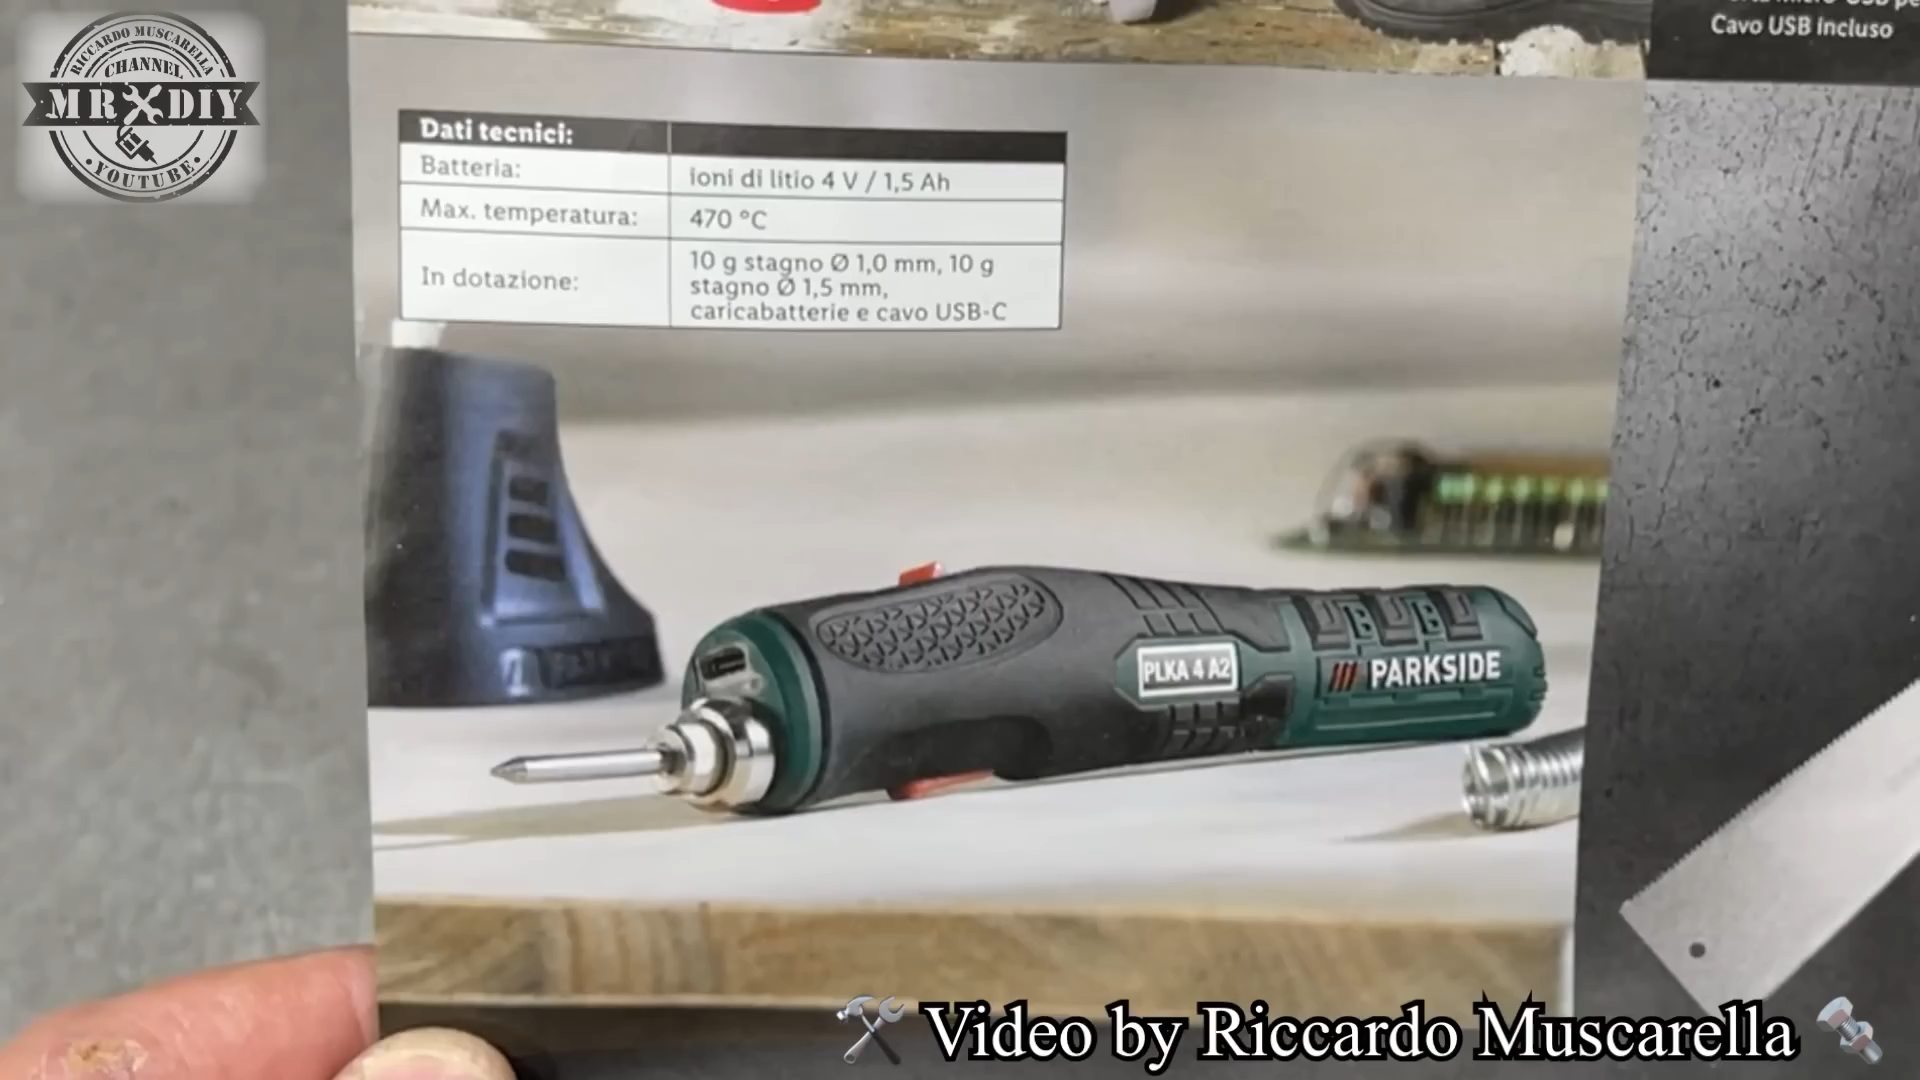 RICCARDO MUSCARELLA
CHANNEL
MR DIY
YOUTUBE
Cavo USB incluso
Dati tecnici:
Batteria: ioni di litio 4 V / 1,5 Ah
Max. temperatura: 470 °C
In dotazione: 10 g stagno Ø 1,0 mm, 10 g
stagno Ø 1,5 mm,
caricabatterie e cavo USB-C
PLKA 4 A2
PARKSIDE
Video by Riccardo Muscarella